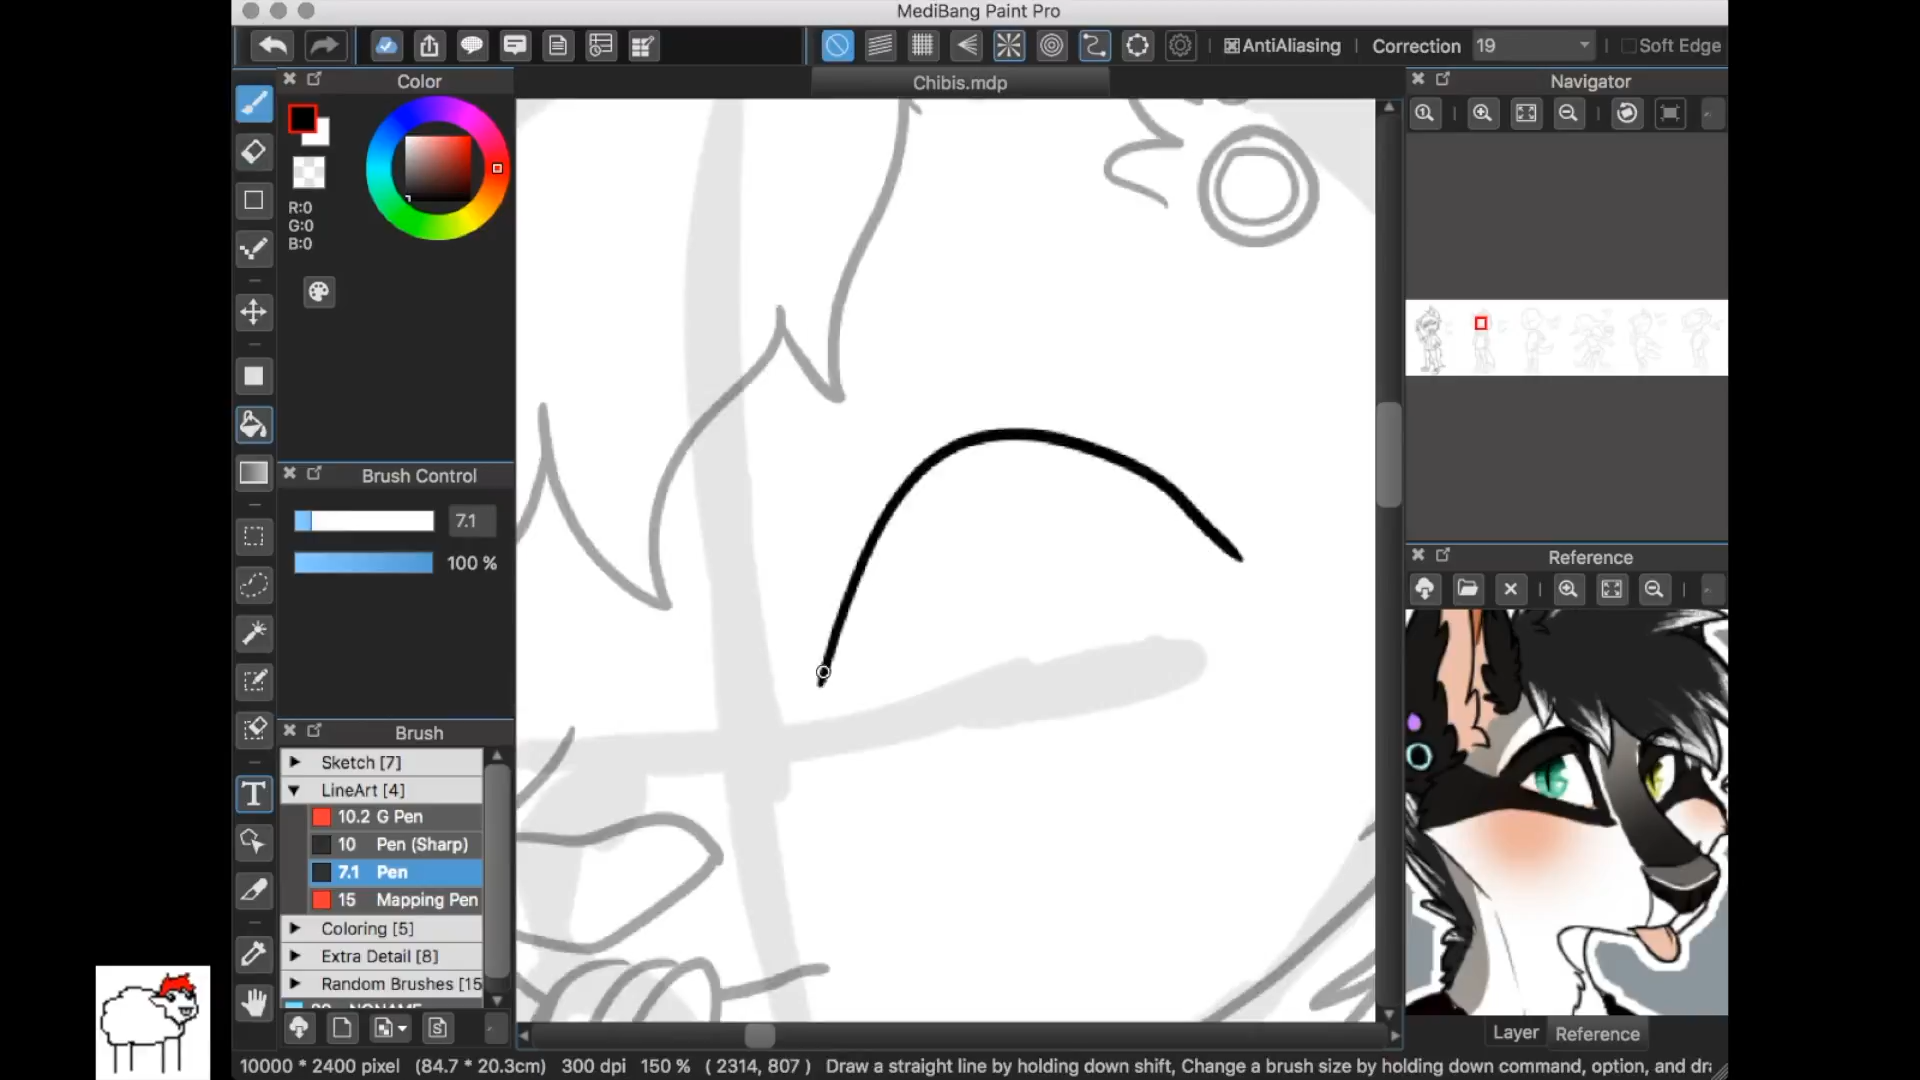 MediBang Paint Pro
AntiAliasing
Correction 19
Soft Edge
Color
Chibis.mdp
Navigator
R:0
G:0
B:0
Brush Control
7.1
100 %
Reference
Brush
Sketch [7]
LineArt [4]
10.2 G Pen
10 Pen (Sharp)
7.1 Pen
15 Mapping Pen
Coloring [5]
Extra Detail [8]
Random Brushes [15
Layer
Reference
10000 * 2400 pixel (84.7 * 20.3cm) 300 dpi 150 % ( 2314, 807 ) Draw a straight line by holding down shift, Change a brush size by holding down command, option, and